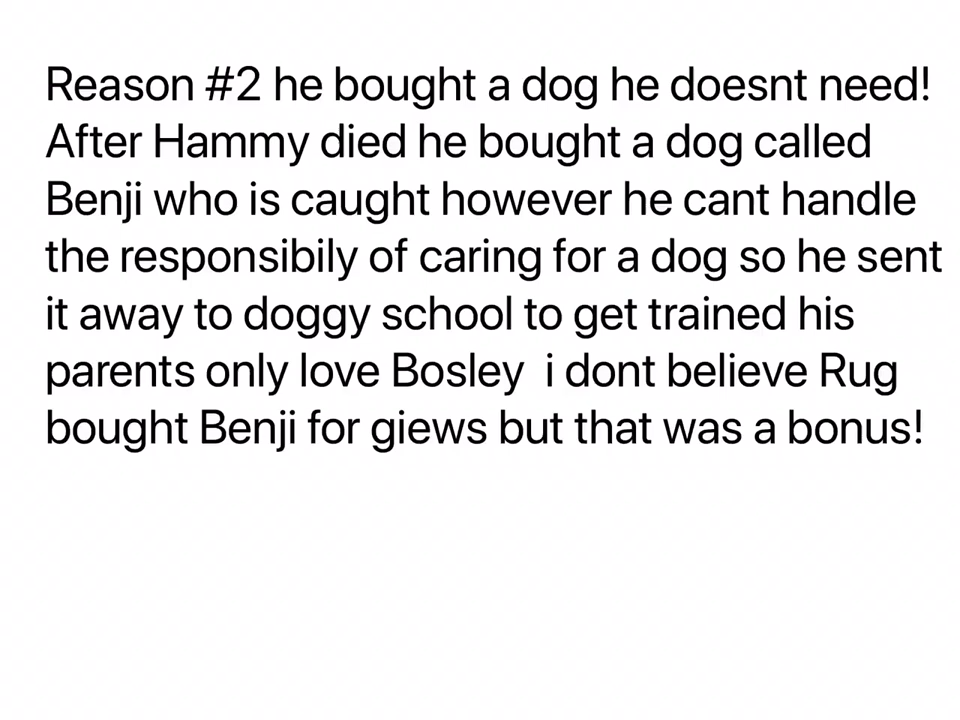 Reason #2 he bought a dog he doesnt need!
After Hammy died he bought a dog called
Benji who is caught however he cant handle
the responsibily of caring for a dog so he sent
it away to doggy school to get trained his
parents only love Bosley  i dont believe Rug
bought Benji for giews but that was a bonus!